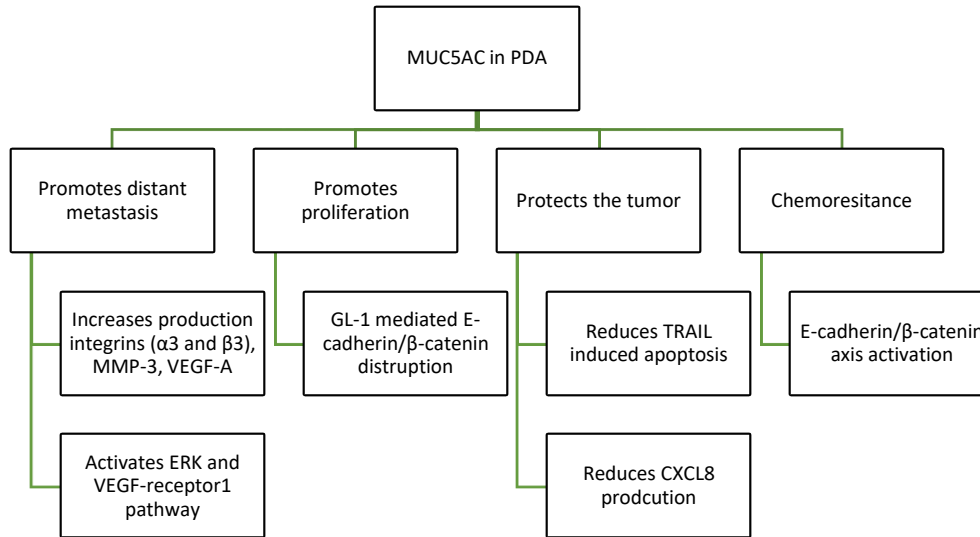 MUC5AC in PDA
Promotes distant
metastasis
Promotes
proliferation
Protects the tumor
Chemoresitance
Increases production
integrins (α3 and β3),
MMP-3, VEGF-A
GL-1 mediated E-
cadherin/β-catenin
distruption
Reduces TRAIL
induced apoptosis
E-cadherin/β-catenin
axis activation
Activates ERK and
VEGF-receptor1
pathway
Reduces CXCL8
prodcution